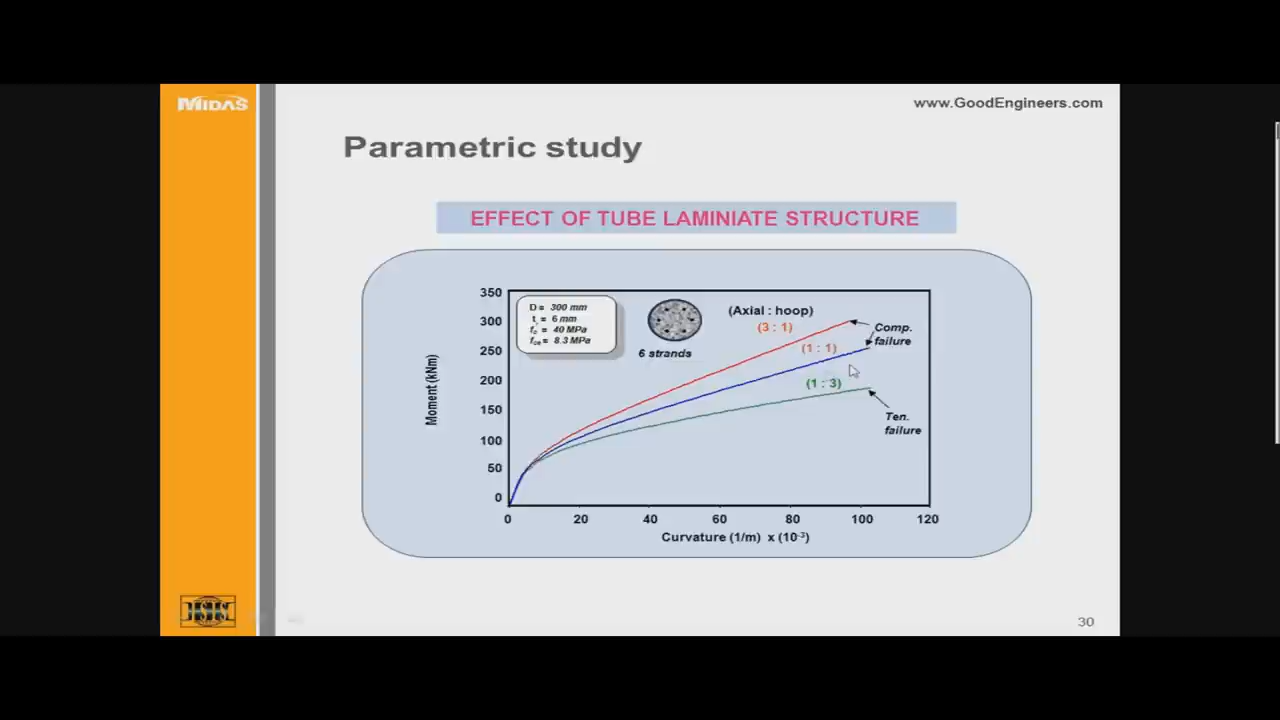 MIDAS
www.GoodEngineers.com
Parametric study
EFFECT OF TUBE LAMINIATE STRUCTURE
350
300
250
200
150
100
50
0
Moment (kNm)
D = 300 mm
t = 6 mm
f'c = 40 MPa
fce = 8.3 MPa
6 strands
(Axial : hoop)
(3 : 1)
(1 : 1)
(1 : 3)
Comp.
failure
Ten.
failure
0 20 40 60 80 100 120
Curvature (1/m) x (10⁻³)
ISIS
30